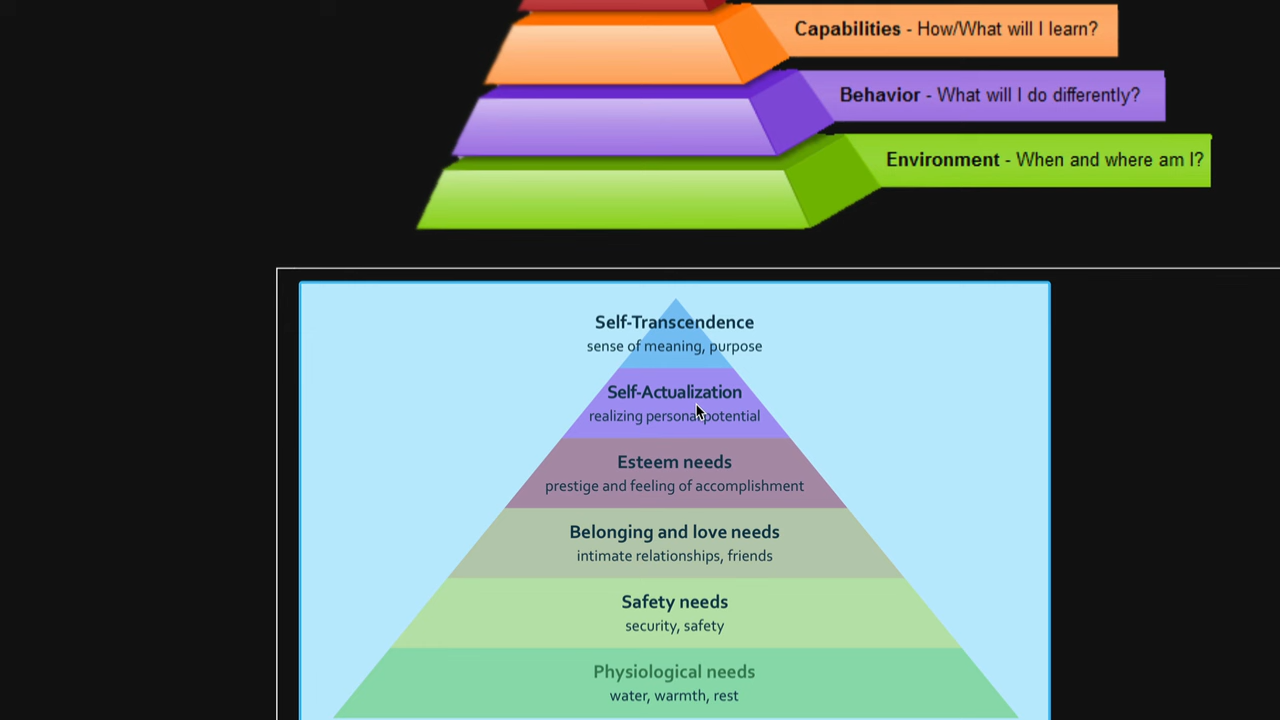 Capabilities - How/What will I learn?
Behavior - What will I do differently?
Environment - When and where am I?
Self-Transcendence
sense of meaning, purpose
Self-Actualization
realizing personal potential
Esteem needs
prestige and feeling of accomplishment
Belonging and love needs
intimate relationships, friends
Safety needs
security, safety
Physiological needs
water, warmth, rest